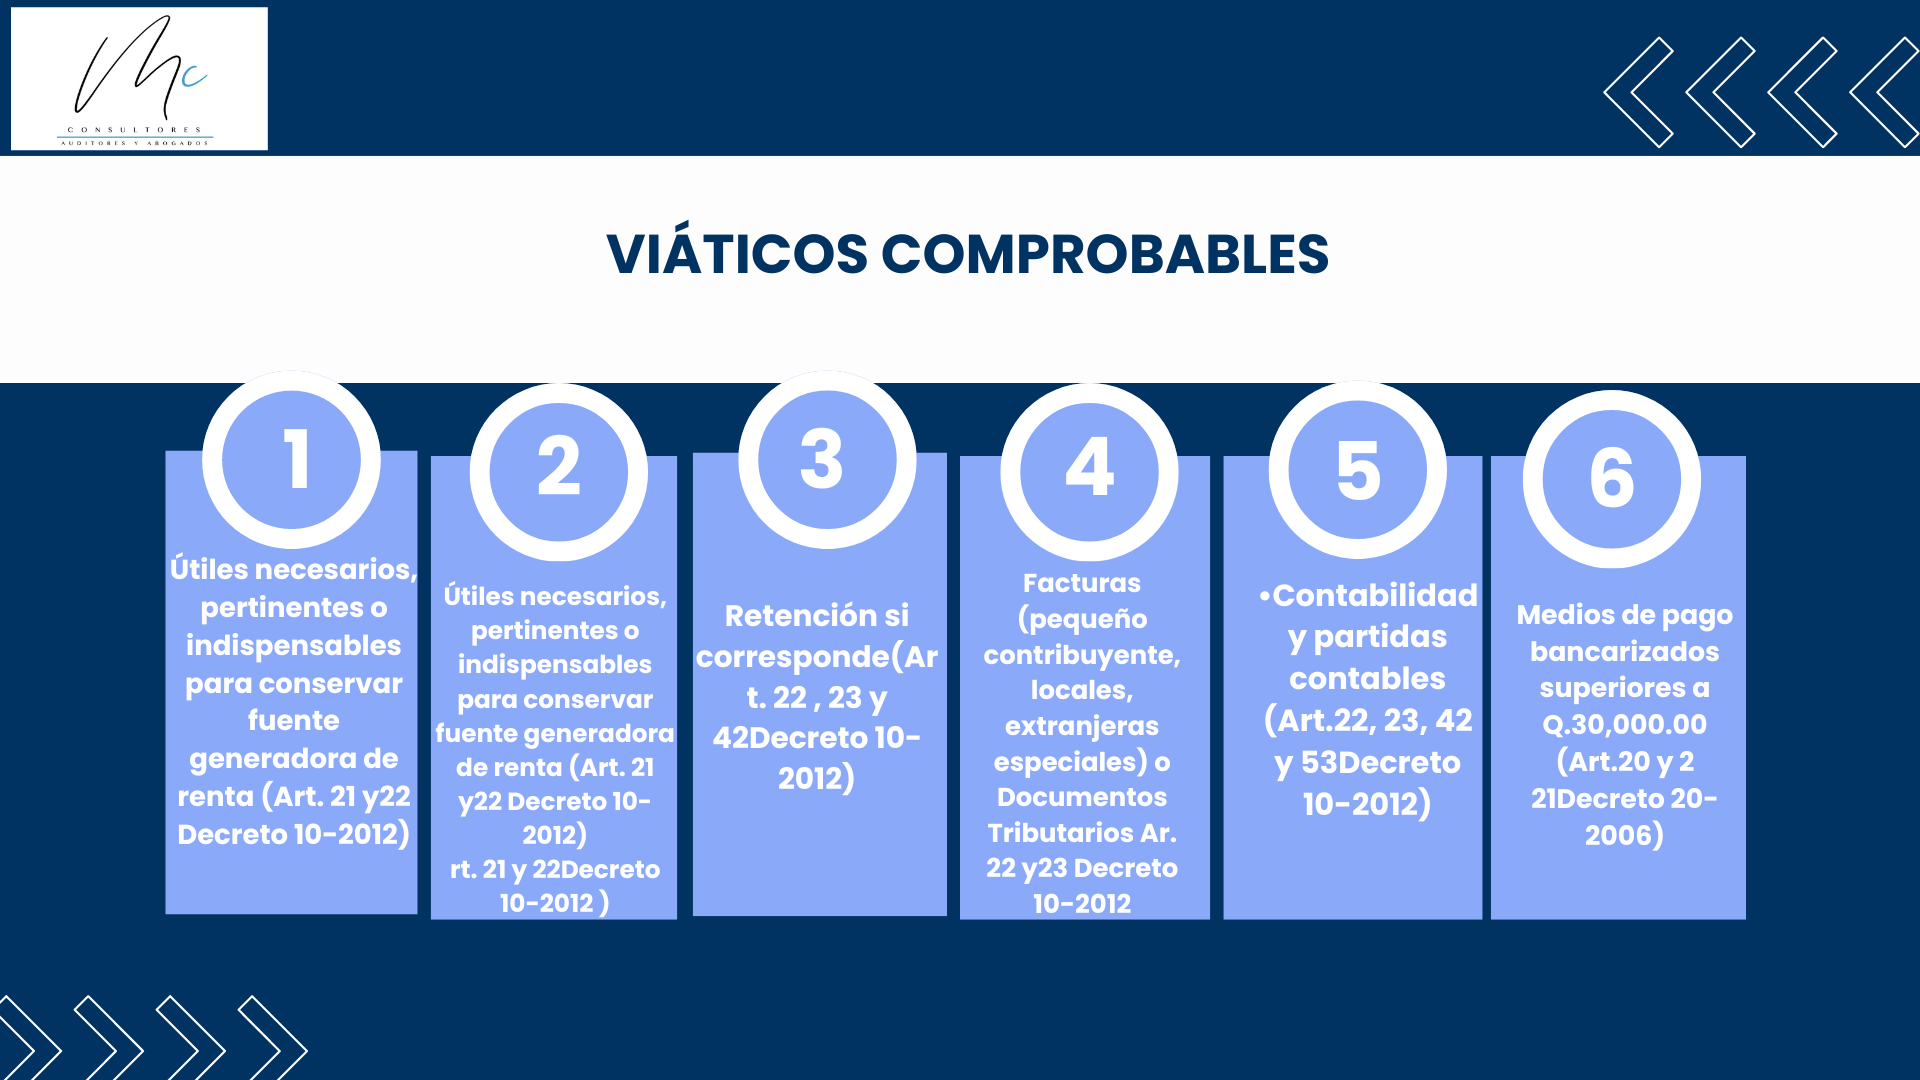 Mc
CONSULTORES
AUDITORES Y ABOGADOS
VIÁTICOS COMPROBABLES
1
Útiles necesarios,
pertinentes o
indispensables
para conservar
fuente
generadora de
renta (Art. 21 y22
Decreto 10-2012)
2
Útiles necesarios,
pertinentes o
indispensables
para conservar
fuente generadora
de renta (Art. 21
y22 Decreto 10-
2012)
rt. 21 y 22Decreto
10-2012 )
3
Retención si
corresponde(Ar
t. 22 , 23 y
42Decreto 10-
2012)
4
Facturas
(pequeño
contribuyente,
locales,
extranjeras
especiales) o
Documentos
Tributarios Ar.
22 y23 Decreto
10-2012
5
•Contabilidad
y partidas
contables
(Art.22, 23, 42
y 53Decreto
10-2012)
6
Medios de pago
bancarizados
superiores a
Q.30,000.00
(Art.20 y 2
21Decreto 20-
2006)